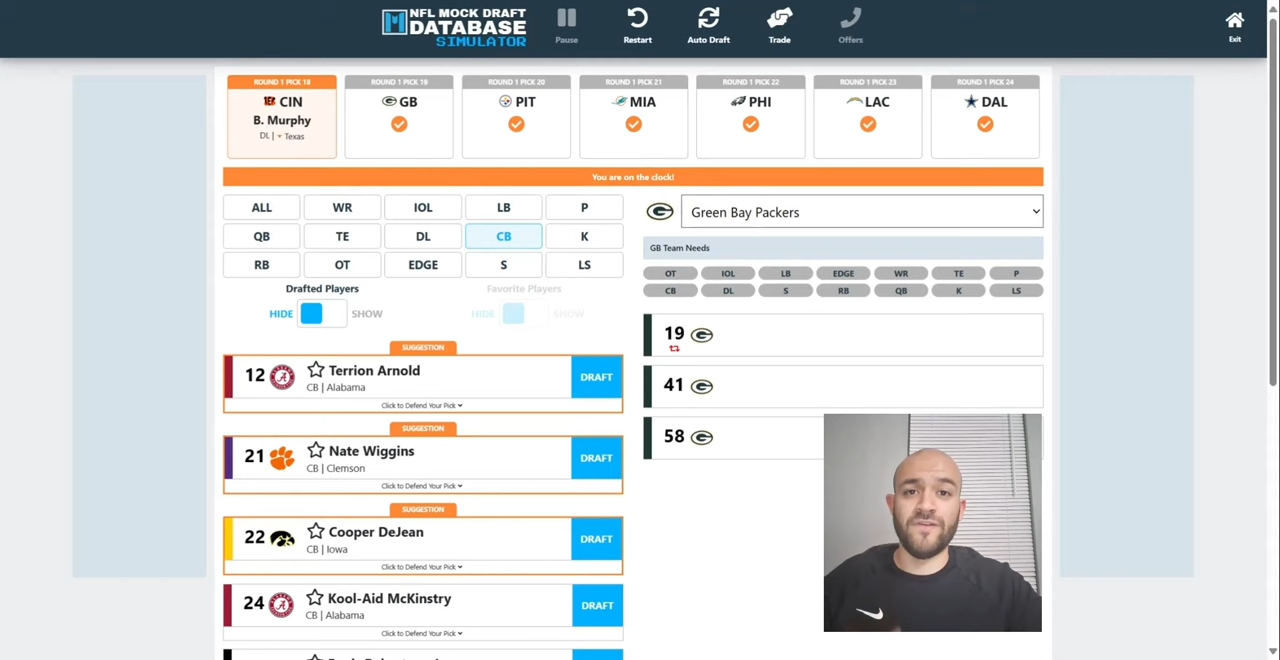 NFL MOCK DRAFT
DATABASE
SIMULATOR
Pause
Restart
Auto Draft
Trade
Offers
Exit
ROUND 1 PICK 18
CIN
B. Murphy
DL | Texas
ROUND 1 PICK 19
GB
ROUND 1 PICK 20
PIT
ROUND 1 PICK 21
MIA
ROUND 1 PICK 22
PHI
ROUND 1 PICK 23
LAC
ROUND 1 PICK 24
DAL
You are on the clock!
ALL WR IOL LB P
QB TE DL CB K
RB OT EDGE S LS
Drafted Players
HIDE SHOW
Favorite Players
HIDE SHOW
SUGGESTION
12 Terrion Arnold
CB | Alabama
DRAFT
Click to Defend Your Pick
SUGGESTION
21 Nate Wiggins
CB | Clemson
DRAFT
Click to Defend Your Pick
SUGGESTION
22 Cooper DeJean
CB | Iowa
DRAFT
Click to Defend Your Pick
24 Kool-Aid McKinstry
CB | Alabama
DRAFT
Click to Defend Your Pick
Green Bay Packers
GB Team Needs
OT IOL LB EDGE WR TE P
CB DL S RB QB K LS
19
41
58